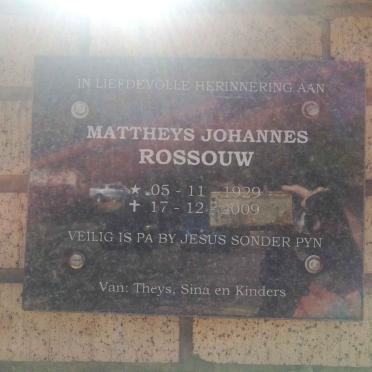 IN LIEFDEVOLLE HERINNERING AAN
MATTHEYS JOHANNES
ROSSOUW
★ 05 - 11 - 1929
✝ 17 - 12 - 2009
VEILIG IS PA BY JESUS SONDER PYN
Van: Theys, Sina en Kinders